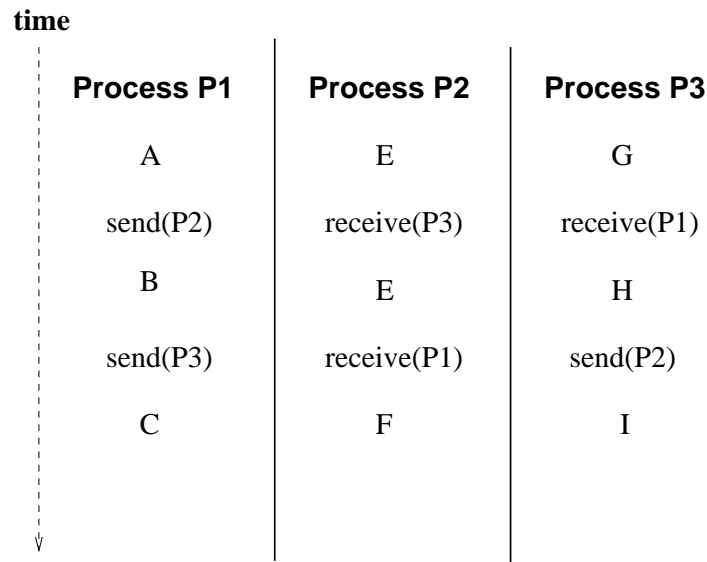 time
Process P1 Process P2 Process P3
A E G
send(P2) receive(P3) receive(P1)
B E H
send(P3) receive(P1) send(P2)
C F I